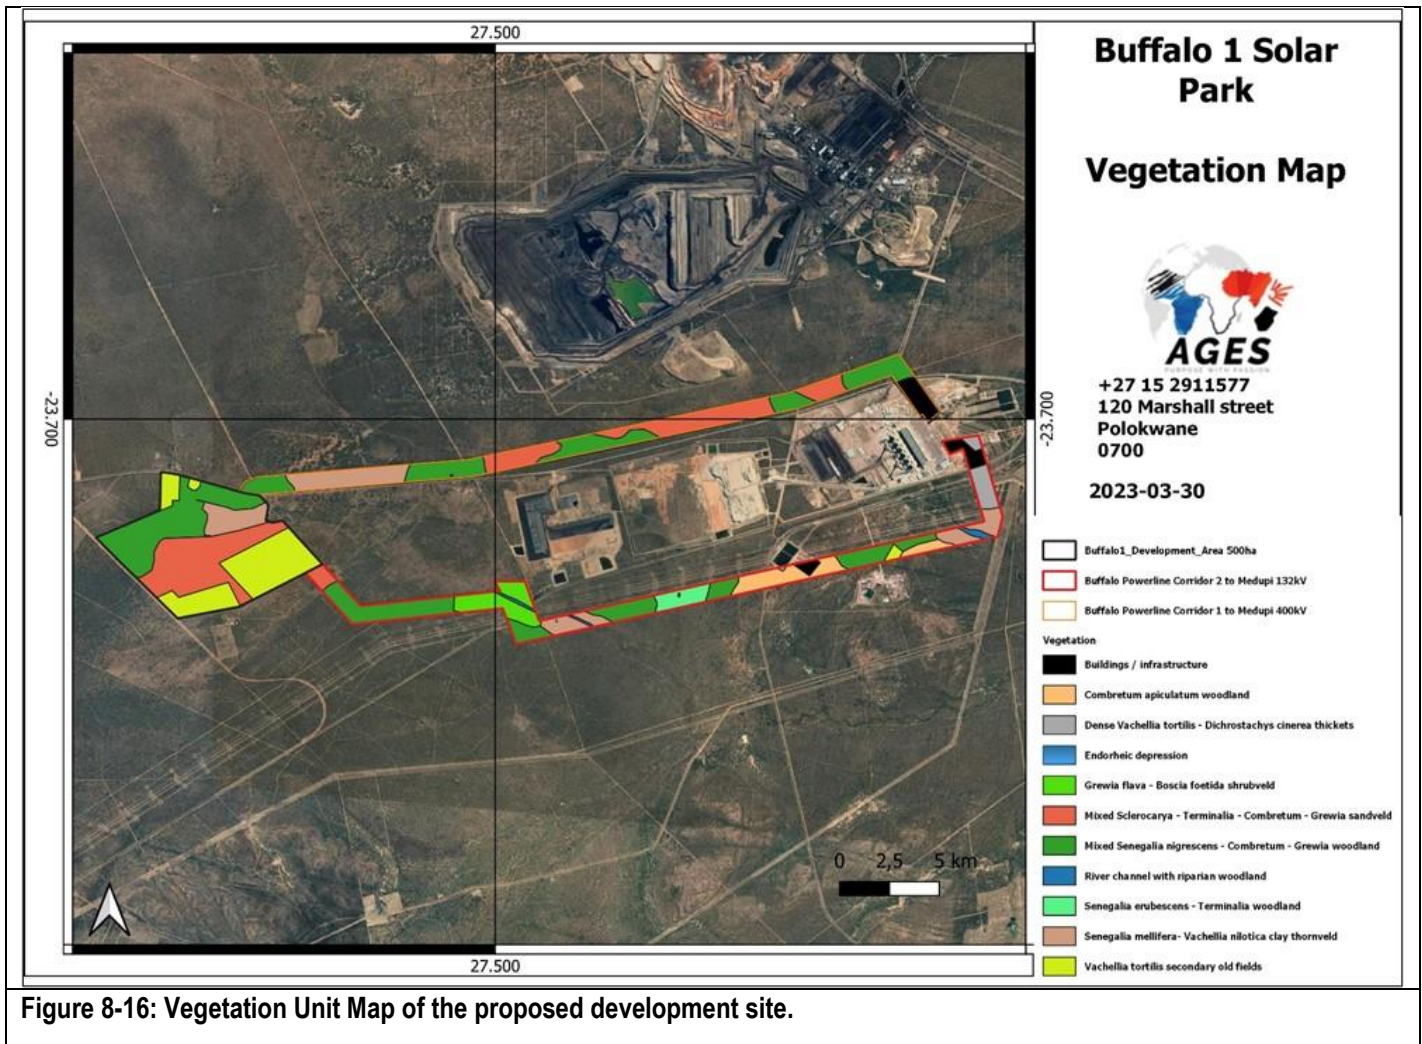 27.500
Buffalo 1 Solar
Park
Vegetation Map
AGES
PURPOSE WITH PASSION
+27 15 2911577
120 Marshall street
Polokwane
0700
2023-03-30
-23.700
-23.700
Buffalo1_Development_Area 500ha
Buffalo Powerline Corridor 2 to Medupi 132kV
Buffalo Powerline Corridor 1 to Medupi 400kV
Vegetation
Buildings / infrastructure
Combretum apiculatum woodland
Dense Vachellia tortilis - Dichrostachys cinerea thickets
Endorheic depression
Grewia flava - Boscia foetida shrubveld
Mixed Sclerocarya - Terminalia - Combretum - Grewia sandveld
Mixed Senegalia nigrescens - Combretum - Grewia woodland
River channel with riparian woodland
Senegalia erubescens - Terminalia woodland
Senegalia mellifera- Vachellia nilotica clay thornveld
Vachellia tortilis secondary old fields
0 2,5 5 km
27.500
Figure 8-16: Vegetation Unit Map of the proposed development site.